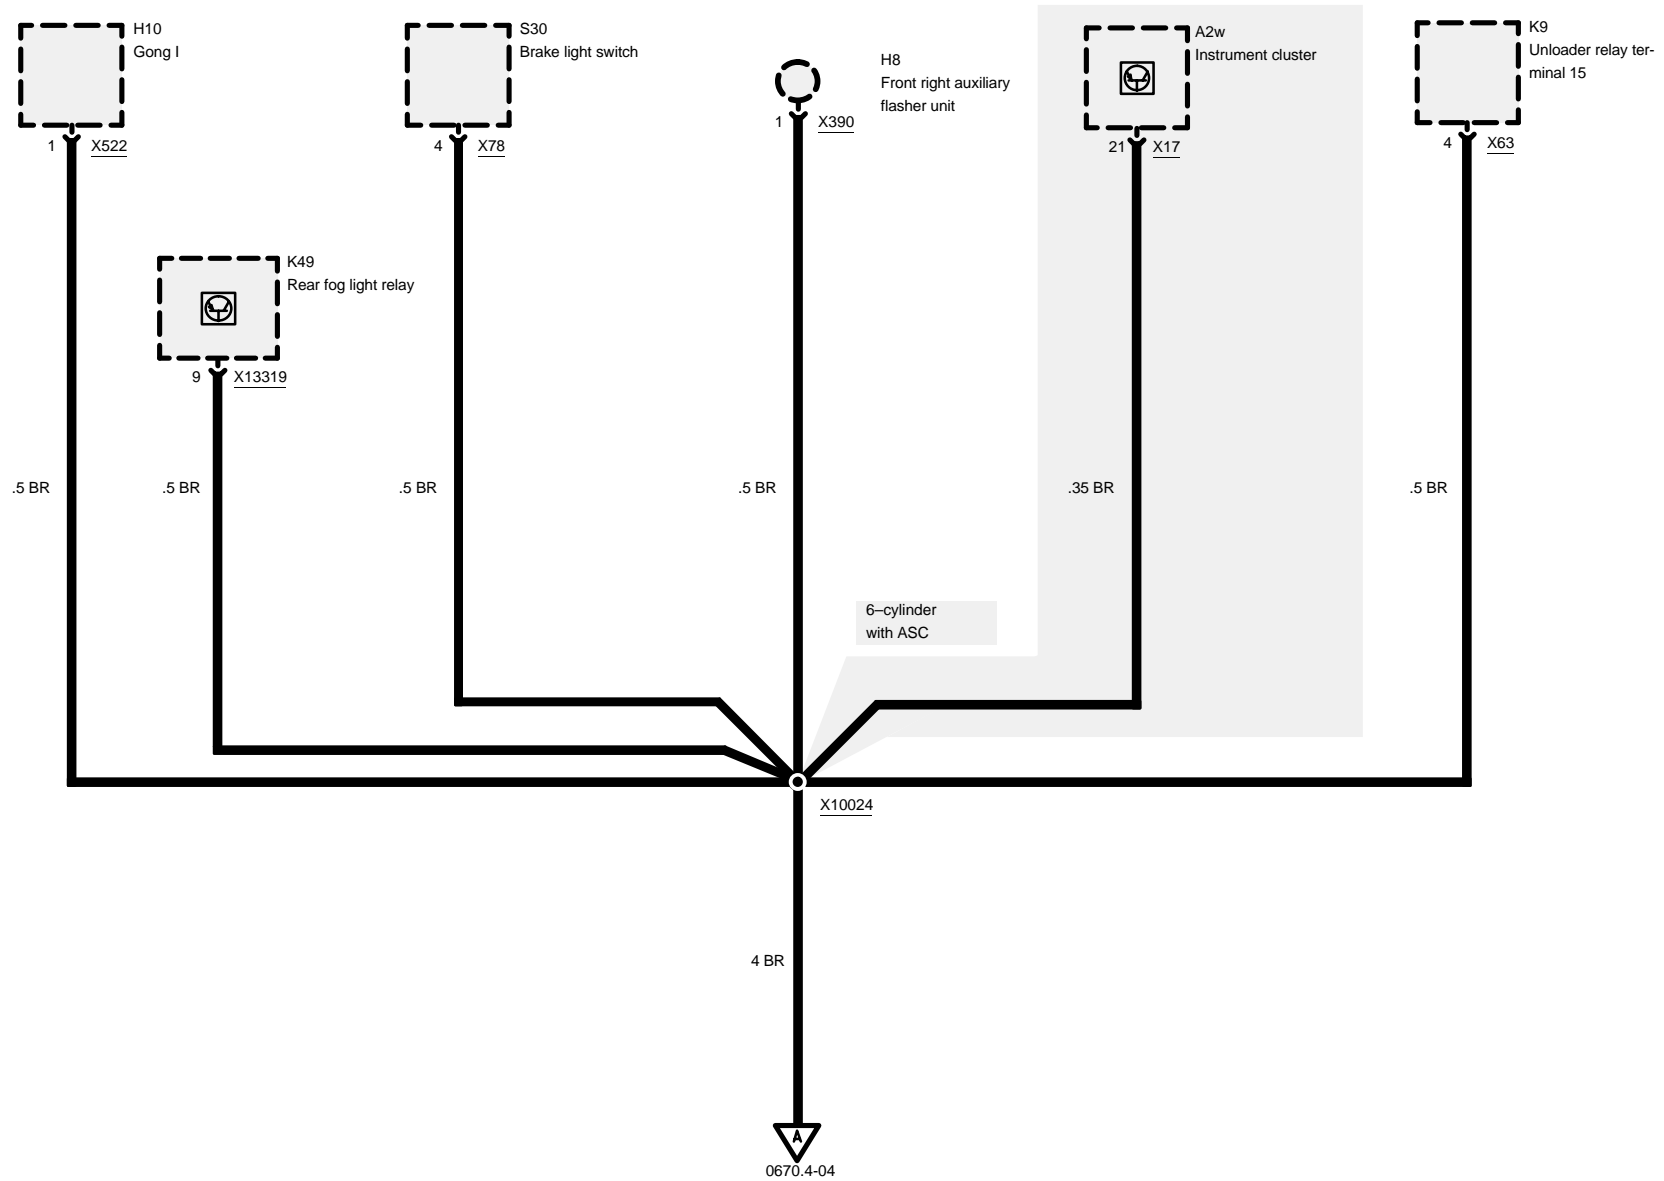 H10
Gong I
1
X522
S30
Brake light switch
4
X78
H8
Front right auxiliary
flasher unit
1
X390
A2w
Instrument cluster
21
X17
K9
Unloader relay ter-
minal 15
4
X63
K49
Rear fog light relay
9
X13319
.5 BR
.5 BR
.5 BR
.5 BR
.35 BR
.5 BR
6–cylinder
with ASC
X10024
4 BR
A
0670.4-04